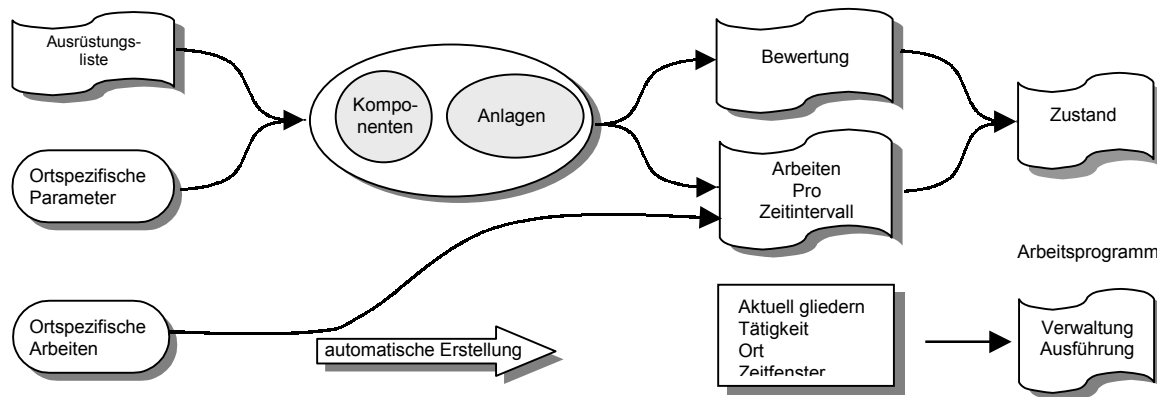 Ausrüstungs-
liste
Ortspezifische
Parameter
Ortspezifische
Arbeiten
Kompo-
nenten
Anlagen
automatische Erstellung
Bewertung
Arbeiten
Pro
Zeitintervall
Aktuell gliedern
Tätigkeit
Ort
Zeitfenster
Zustand
Arbeitsprogramm
Verwaltung
Ausführung